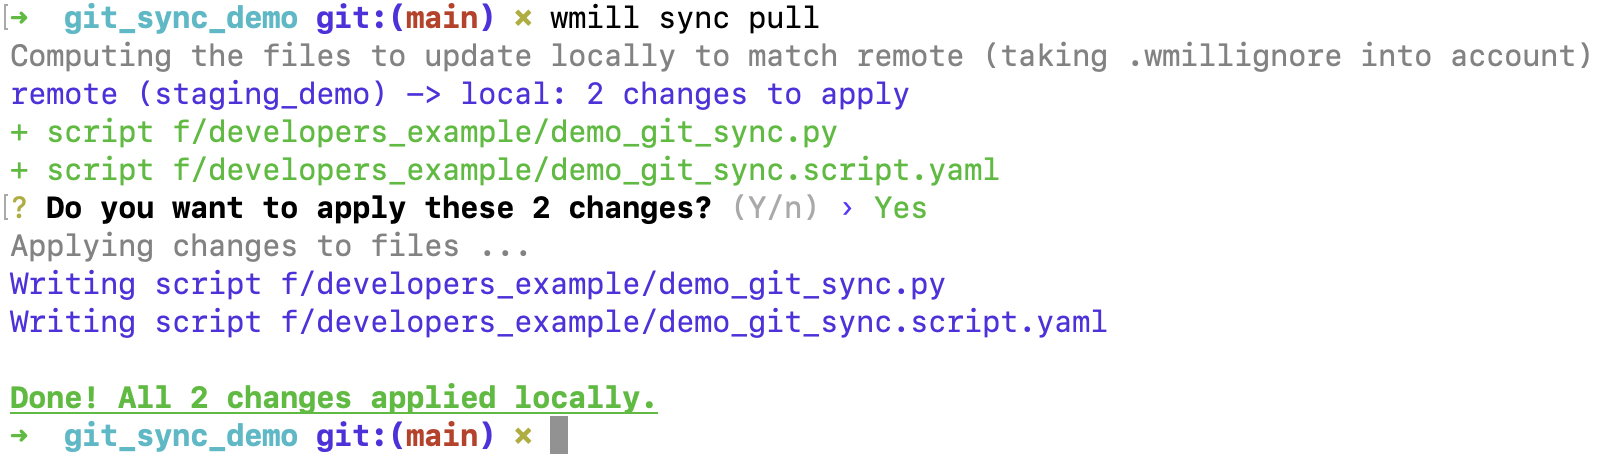 [➜  git_sync_demo git:(main) ✗ wmill sync pull
Computing the files to update locally to match remote (taking .wmillignore into account)
remote (staging_demo) -> local: 2 changes to apply
+ script f/developers_example/demo_git_sync.py
+ script f/developers_example/demo_git_sync.script.yaml
[? Do you want to apply these 2 changes? (Y/n) › Yes
Applying changes to files ...
Writing script f/developers_example/demo_git_sync.py
Writing script f/developers_example/demo_git_sync.script.yaml
Done! All 2 changes applied locally.
➜  git_sync_demo git:(main) ✗